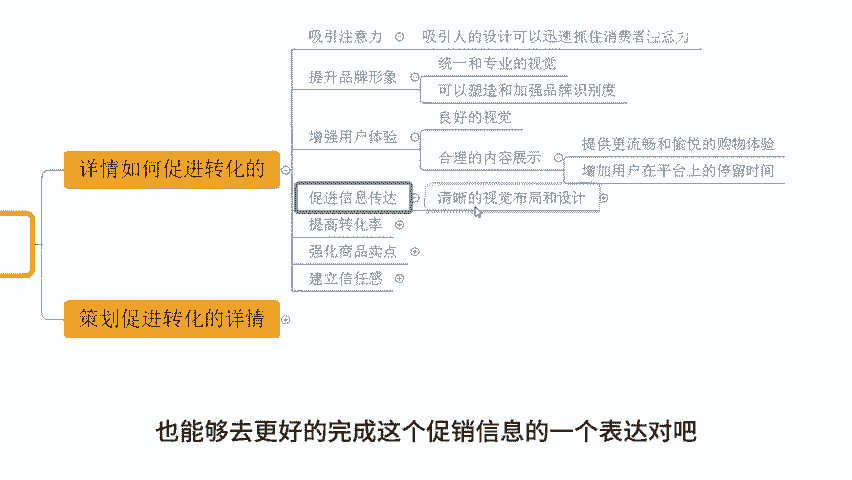 吸引注意力
吸引人的设计可以迅速抓住消费者注意力
提升品牌形象
统一和专业的视觉
可以塑造和加强品牌识别度
增强用户体验
良好的视觉
合理的内容展示
提供更流畅和愉悦的购物体验
增加用户在平台上的停留时间
详情如何促进转化的
促进信息传达
清晰的视觉布局和设计
提高转化率
强化商品卖点
建立信任感
策划促进转化的详情
也能够去更好的完成这个促销信息的一个表达对吧